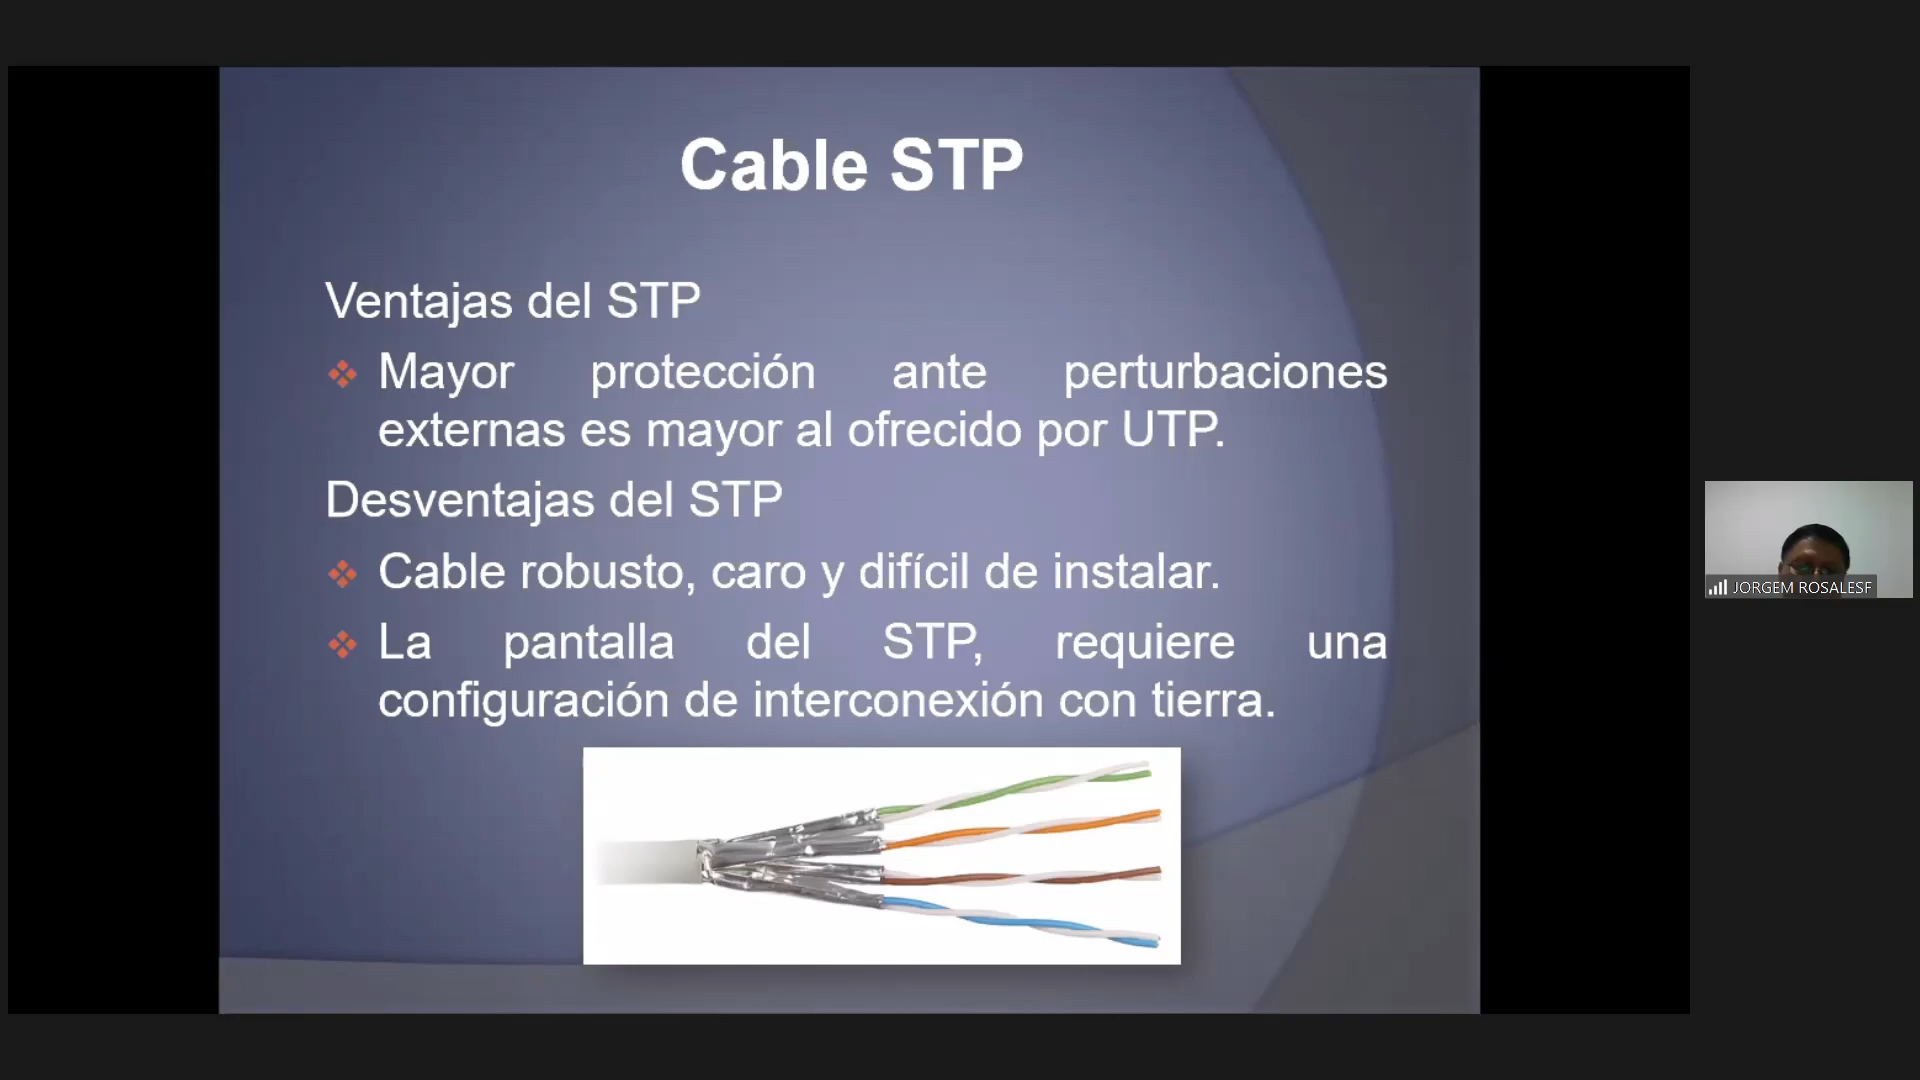 Cable STP
Ventajas del STP
Mayor protección ante perturbaciones
externas es mayor al ofrecido por UTP.
Desventajas del STP
Cable robusto, caro y difícil de instalar.
La pantalla del STP, requiere una
configuración de interconexión con tierra.
JORGEM ROSALESF